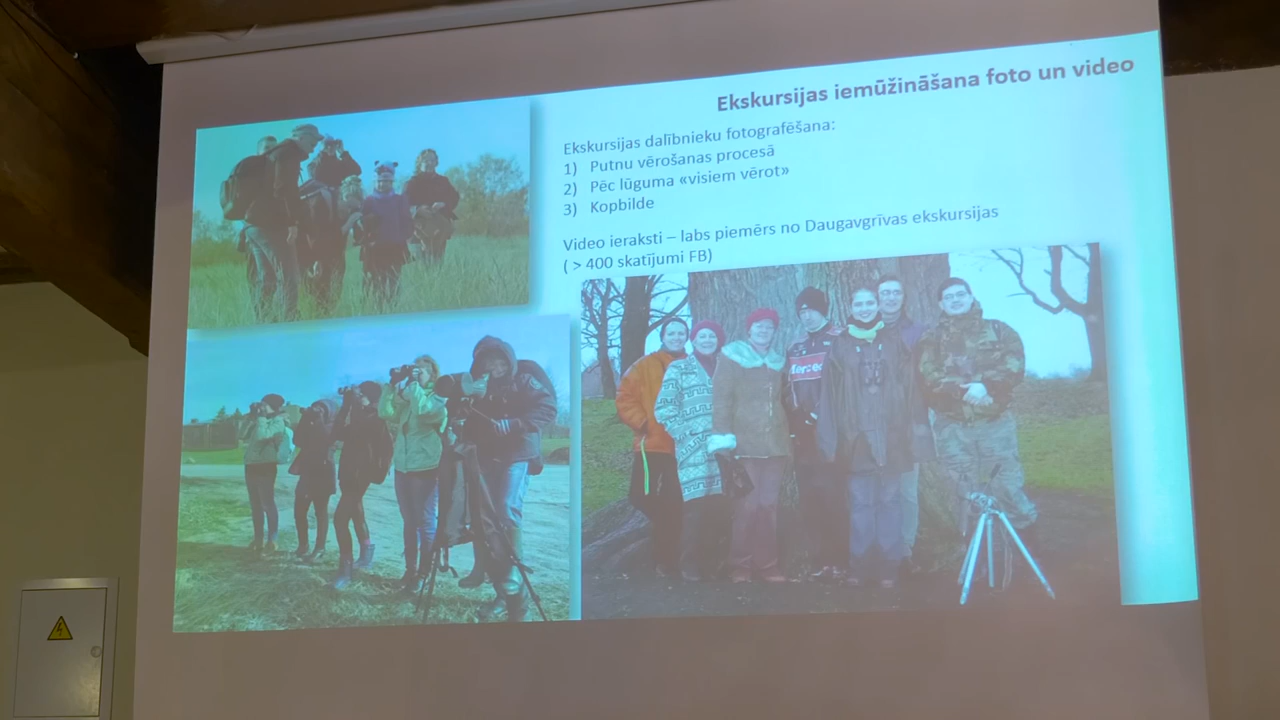 Ekskursijas iemūžināšana foto un video
Ekskursijas dalībnieku fotografēšana:
1) Putnu vērošanas procesā
2) Pēc lūguma «visiem vērot»
3) Kopbilde
Video ieraksti – labs piemērs no Daugavgrīvas ekskursijas
( > 400 skatījumi FB)